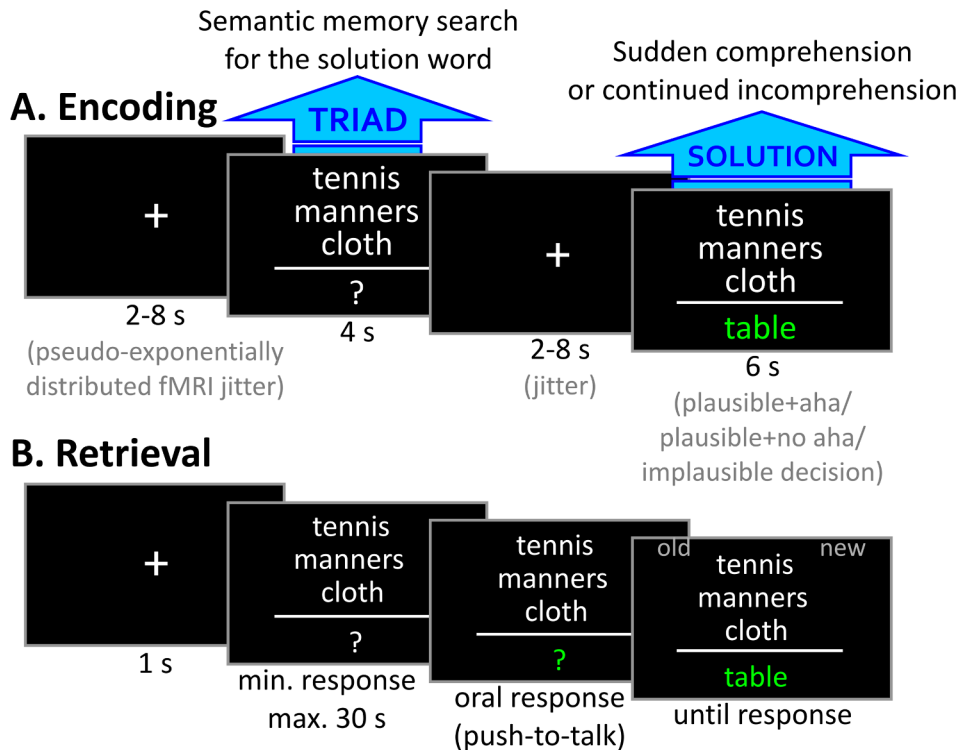 Semantic memory search
for the solution word
Sudden comprehension
or continued incomprehension
A. Encoding
TRIAD
SOLUTION
+
2-8 s
(pseudo-exponentially
distributed fMRI jitter)
tennis
manners
cloth
?
4 s
+
2-8 s
(jitter)
tennis
manners
cloth
table
6 s
(plausible+aha/
plausible+no aha/
implausible decision)
B. Retrieval
+
1 s
tennis
manners
cloth
?
min. response
max. 30 s
tennis
manners
cloth
?
oral response
(push-to-talk)
old new
tennis
manners
cloth
table
until response